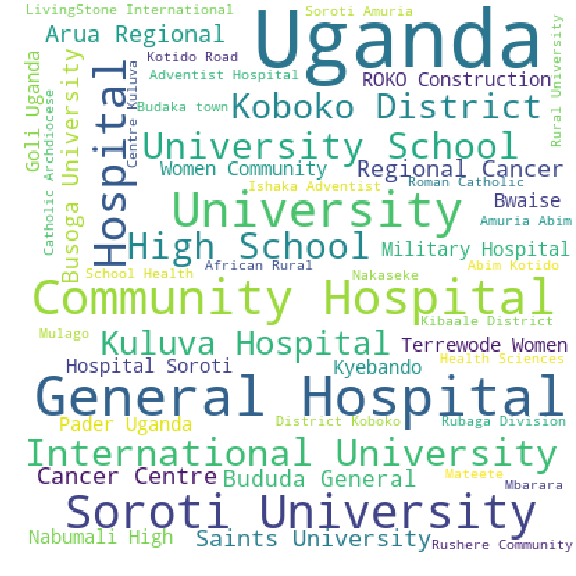 LivingStone International
Soroti Amuria
Uganda
Arua Regional
Kotido Road
ROKO Construction
Rural University
Goli Uganda
Catholic Archdiocese
Busoga University
Hospital
Centre Kuluva
Adventist Hospital
Budaka town
Koboko District
University School
Women Community
Regional Cancer
Ishaka Adventist
Roman Catholic
University
Bwaise
Amuria Abim
High School
Military Hospital
School Health
African Rural
Nakaseke
Abim Kotido
Community Hospital
Kibaale District
Mulago
Kuluva Hospital
Terrewode Women
Hospital Soroti
Kyebando
Health Sciences
General Hospital
Pader Uganda
District Koboko
Rubaga Division
International University
Cancer Centre
Bududa General
Mateete
Mbarara
Soroti University
Nabumali High
Saints University
Rushere Community